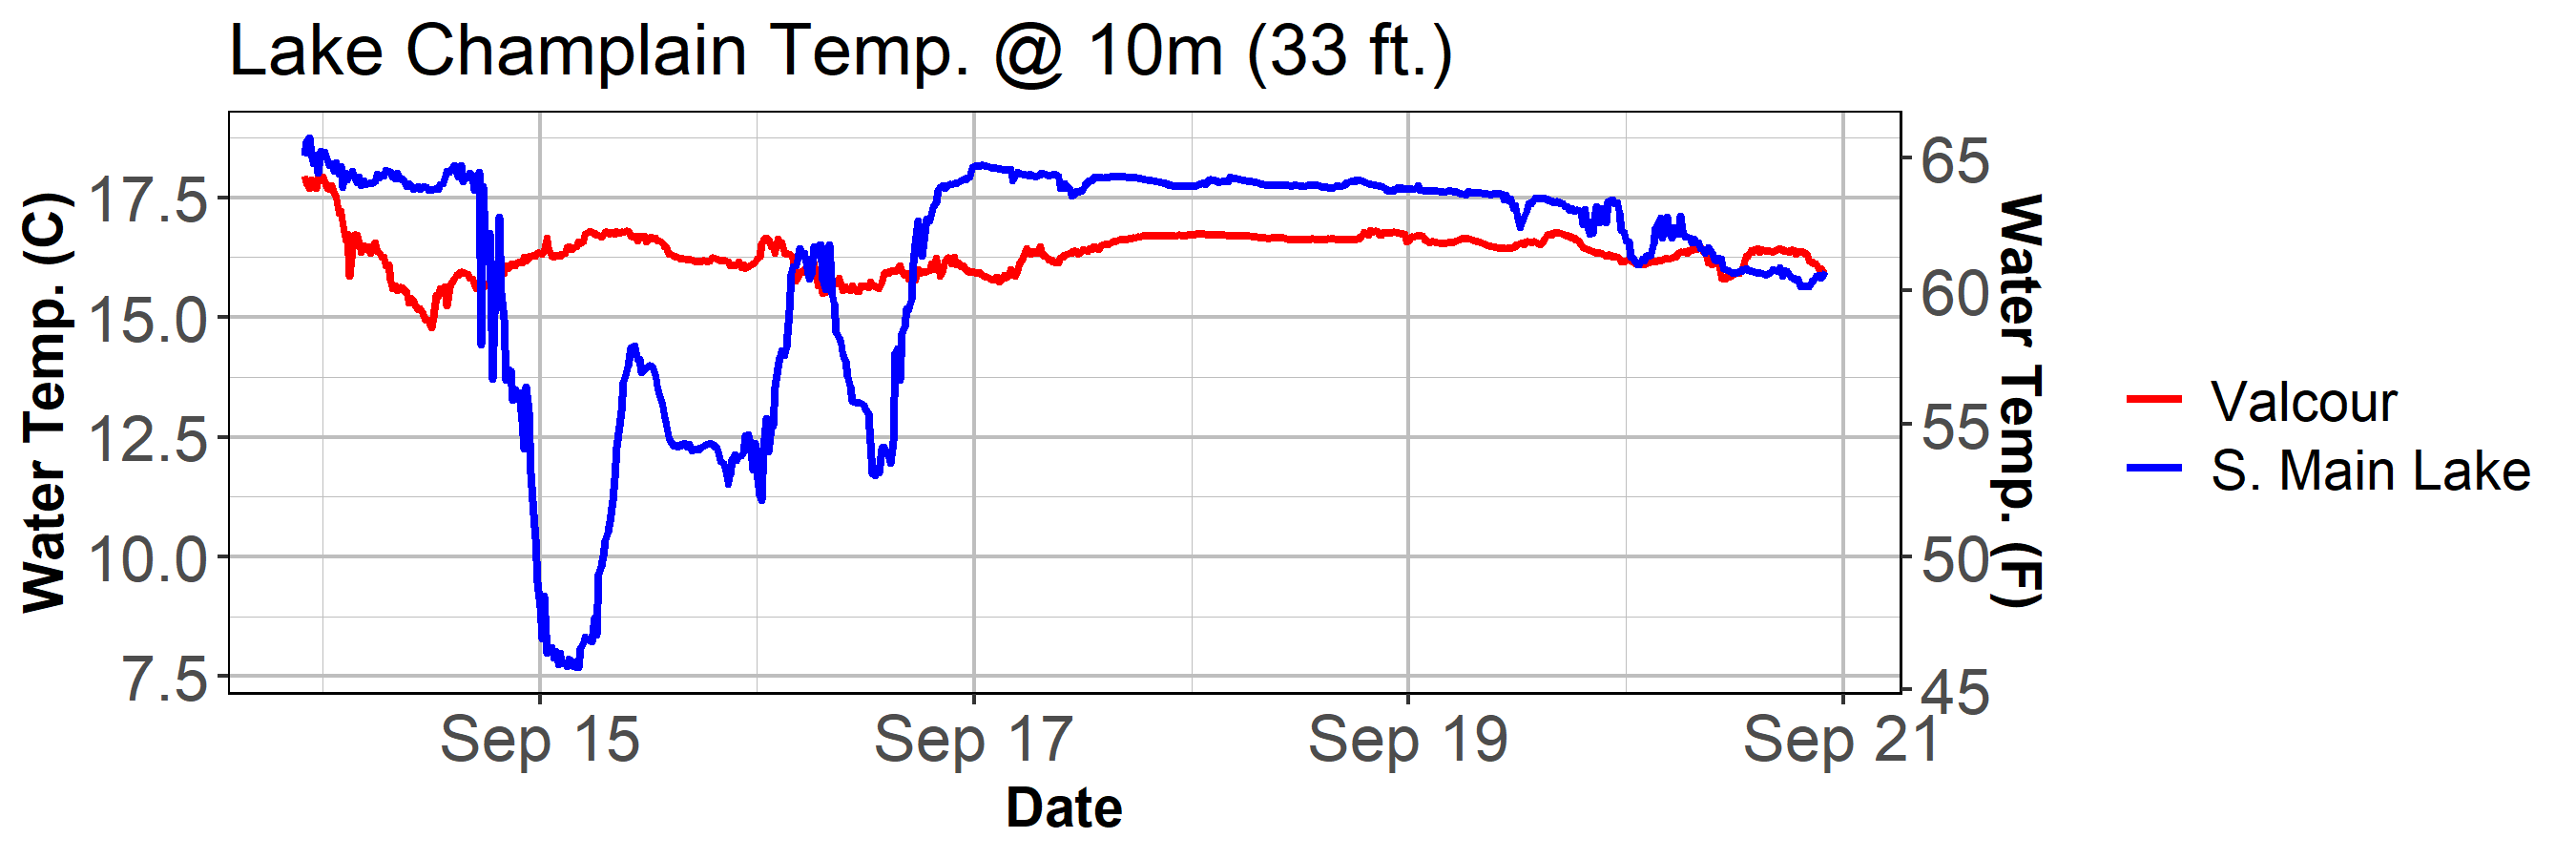 Lake Champlain Temp. @ 10m (33 ft.)
Water Temp. (C)
17.5
15.0
12.5
10.0
7.5
65
60
55
50
45
Water Temp. (F)
Sep 15
Sep 17
Sep 19
Sep 21
Date
Valcour
S. Main Lake